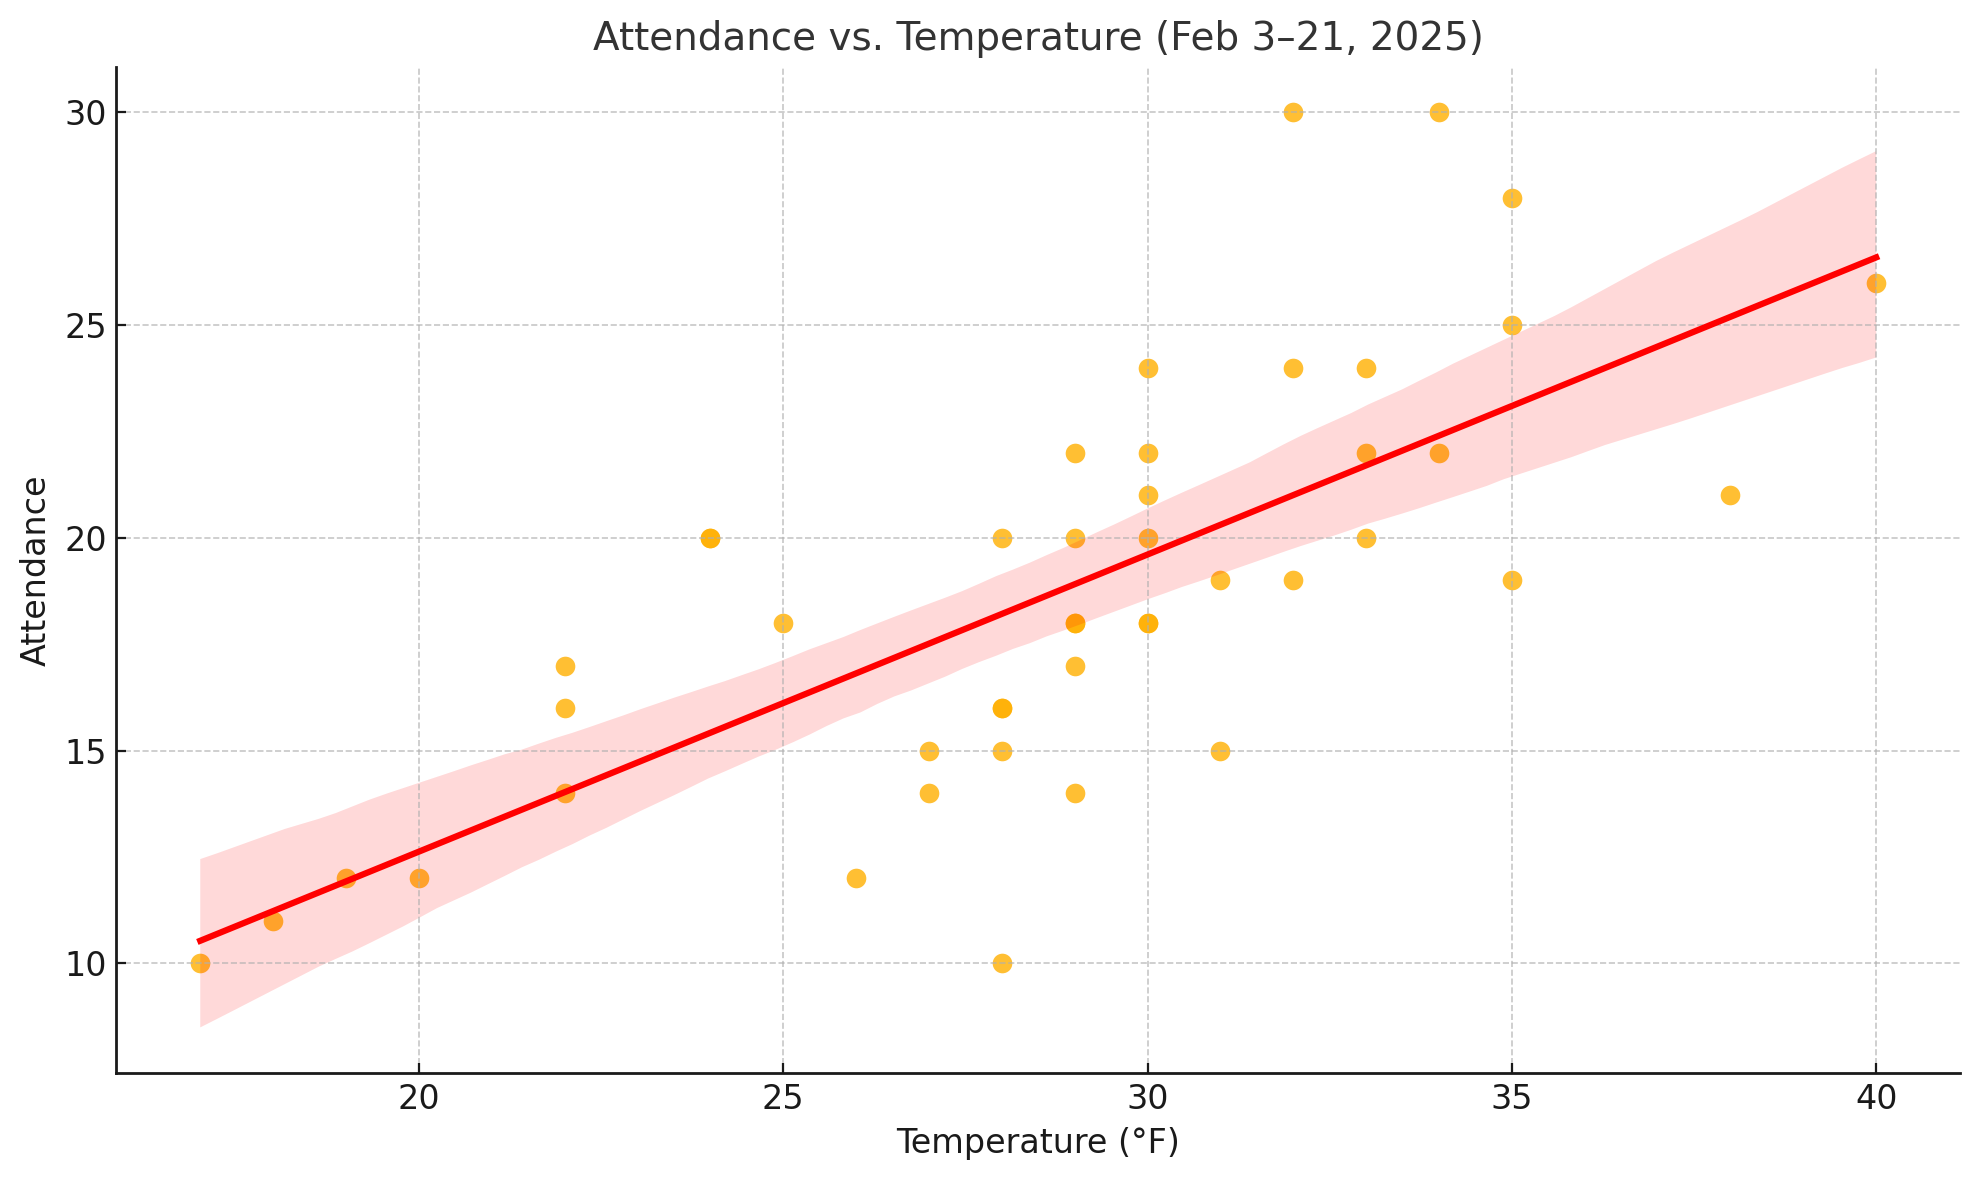 Attendance vs. Temperature (Feb 3–21, 2025)
30
25
20
15
10
Attendance
20 25 30 35 40
Temperature (°F)